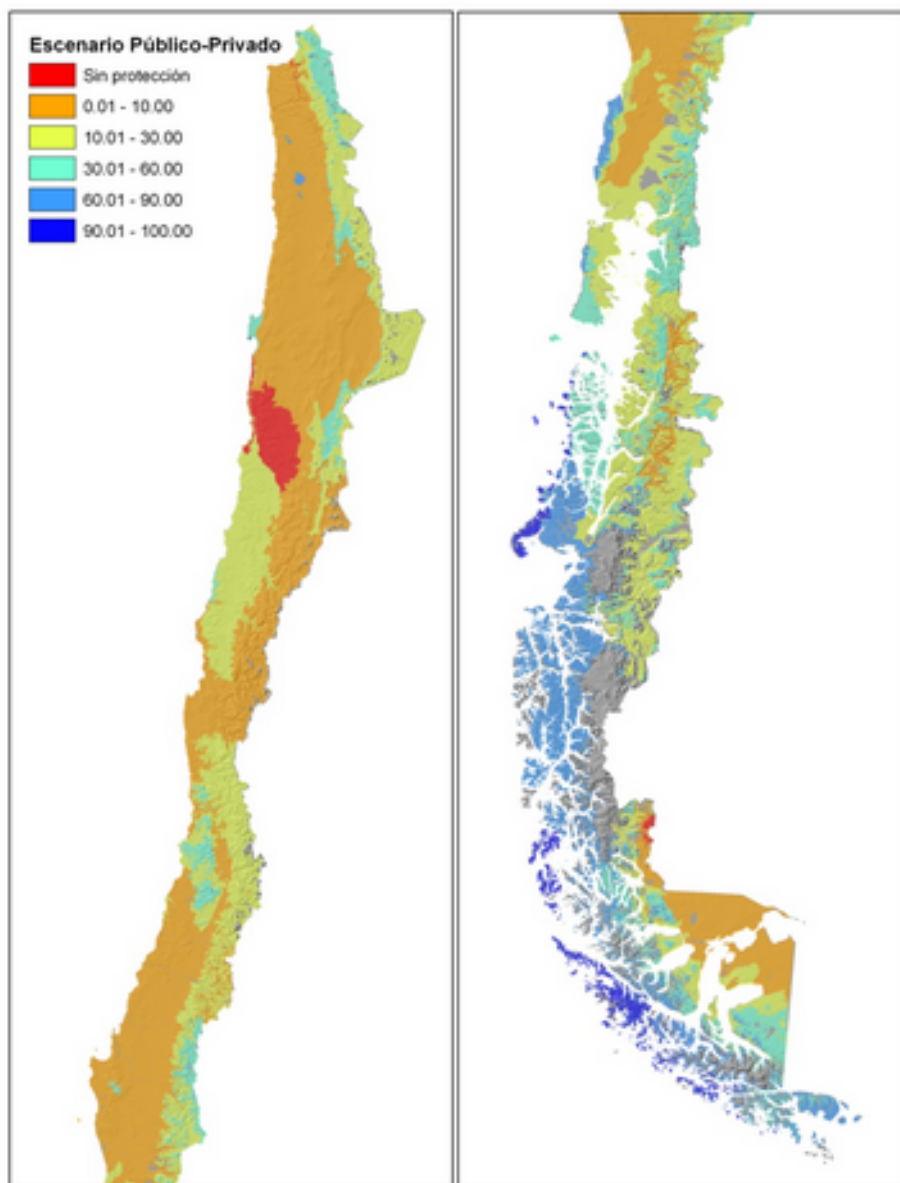 Escenario Público-Privado
Sin protección
0.01 - 10.00
10.01 - 30.00
30.01 - 60.00
60.01 - 90.00
90.01 - 100.00